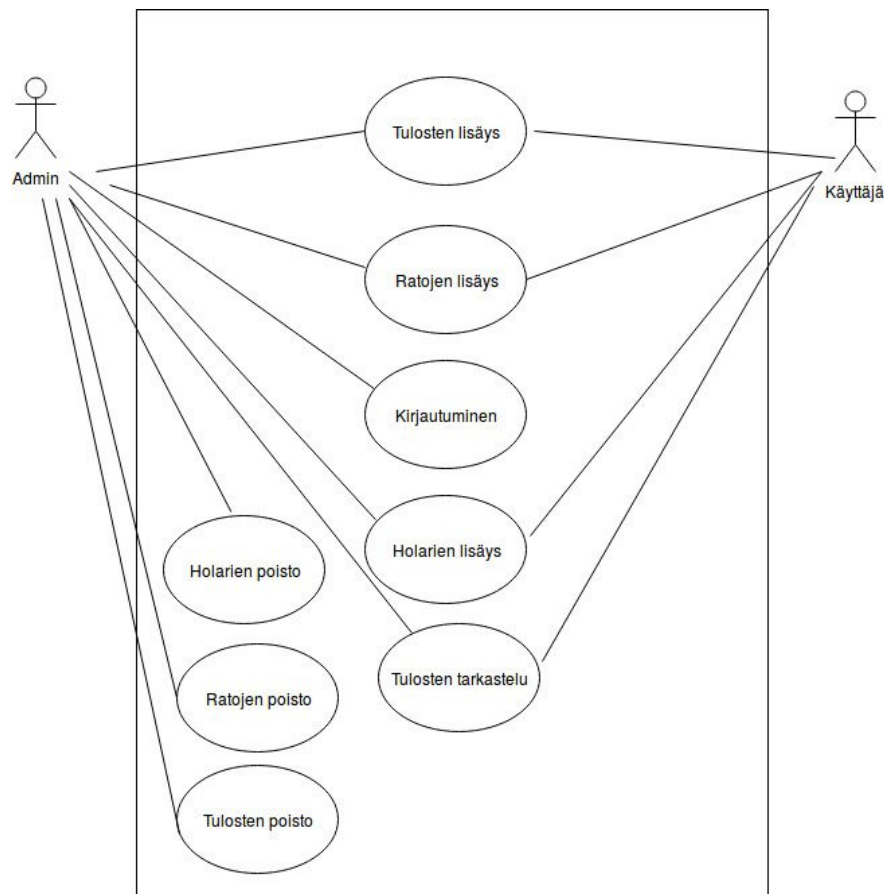 Tulosten lisäys
Admin
Käyttäjä
Ratojen lisäys
Kirjautuminen
Holarien lisäys
Holarien poisto
Tulosten tarkastelu
Ratojen poisto
Tulosten poisto